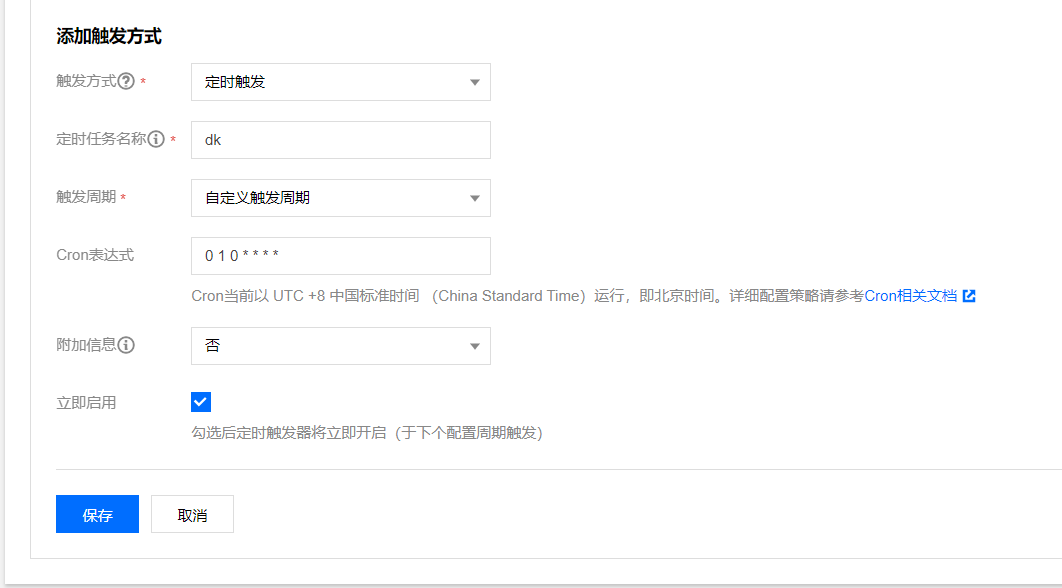 添加触发方式
触发方式 *
定时触发
定时任务名称 *
dk
触发周期 *
自定义触发周期
Cron表达式
0 1 0 * * * *
Cron当前以 UTC +8 中国标准时间 （China Standard Time）运行，即北京时间。详细配置策略请参考Cron相关文档
附加信息
否
立即启用
勾选后定时触发器将立即开启（于下个配置周期触发）
保存
取消